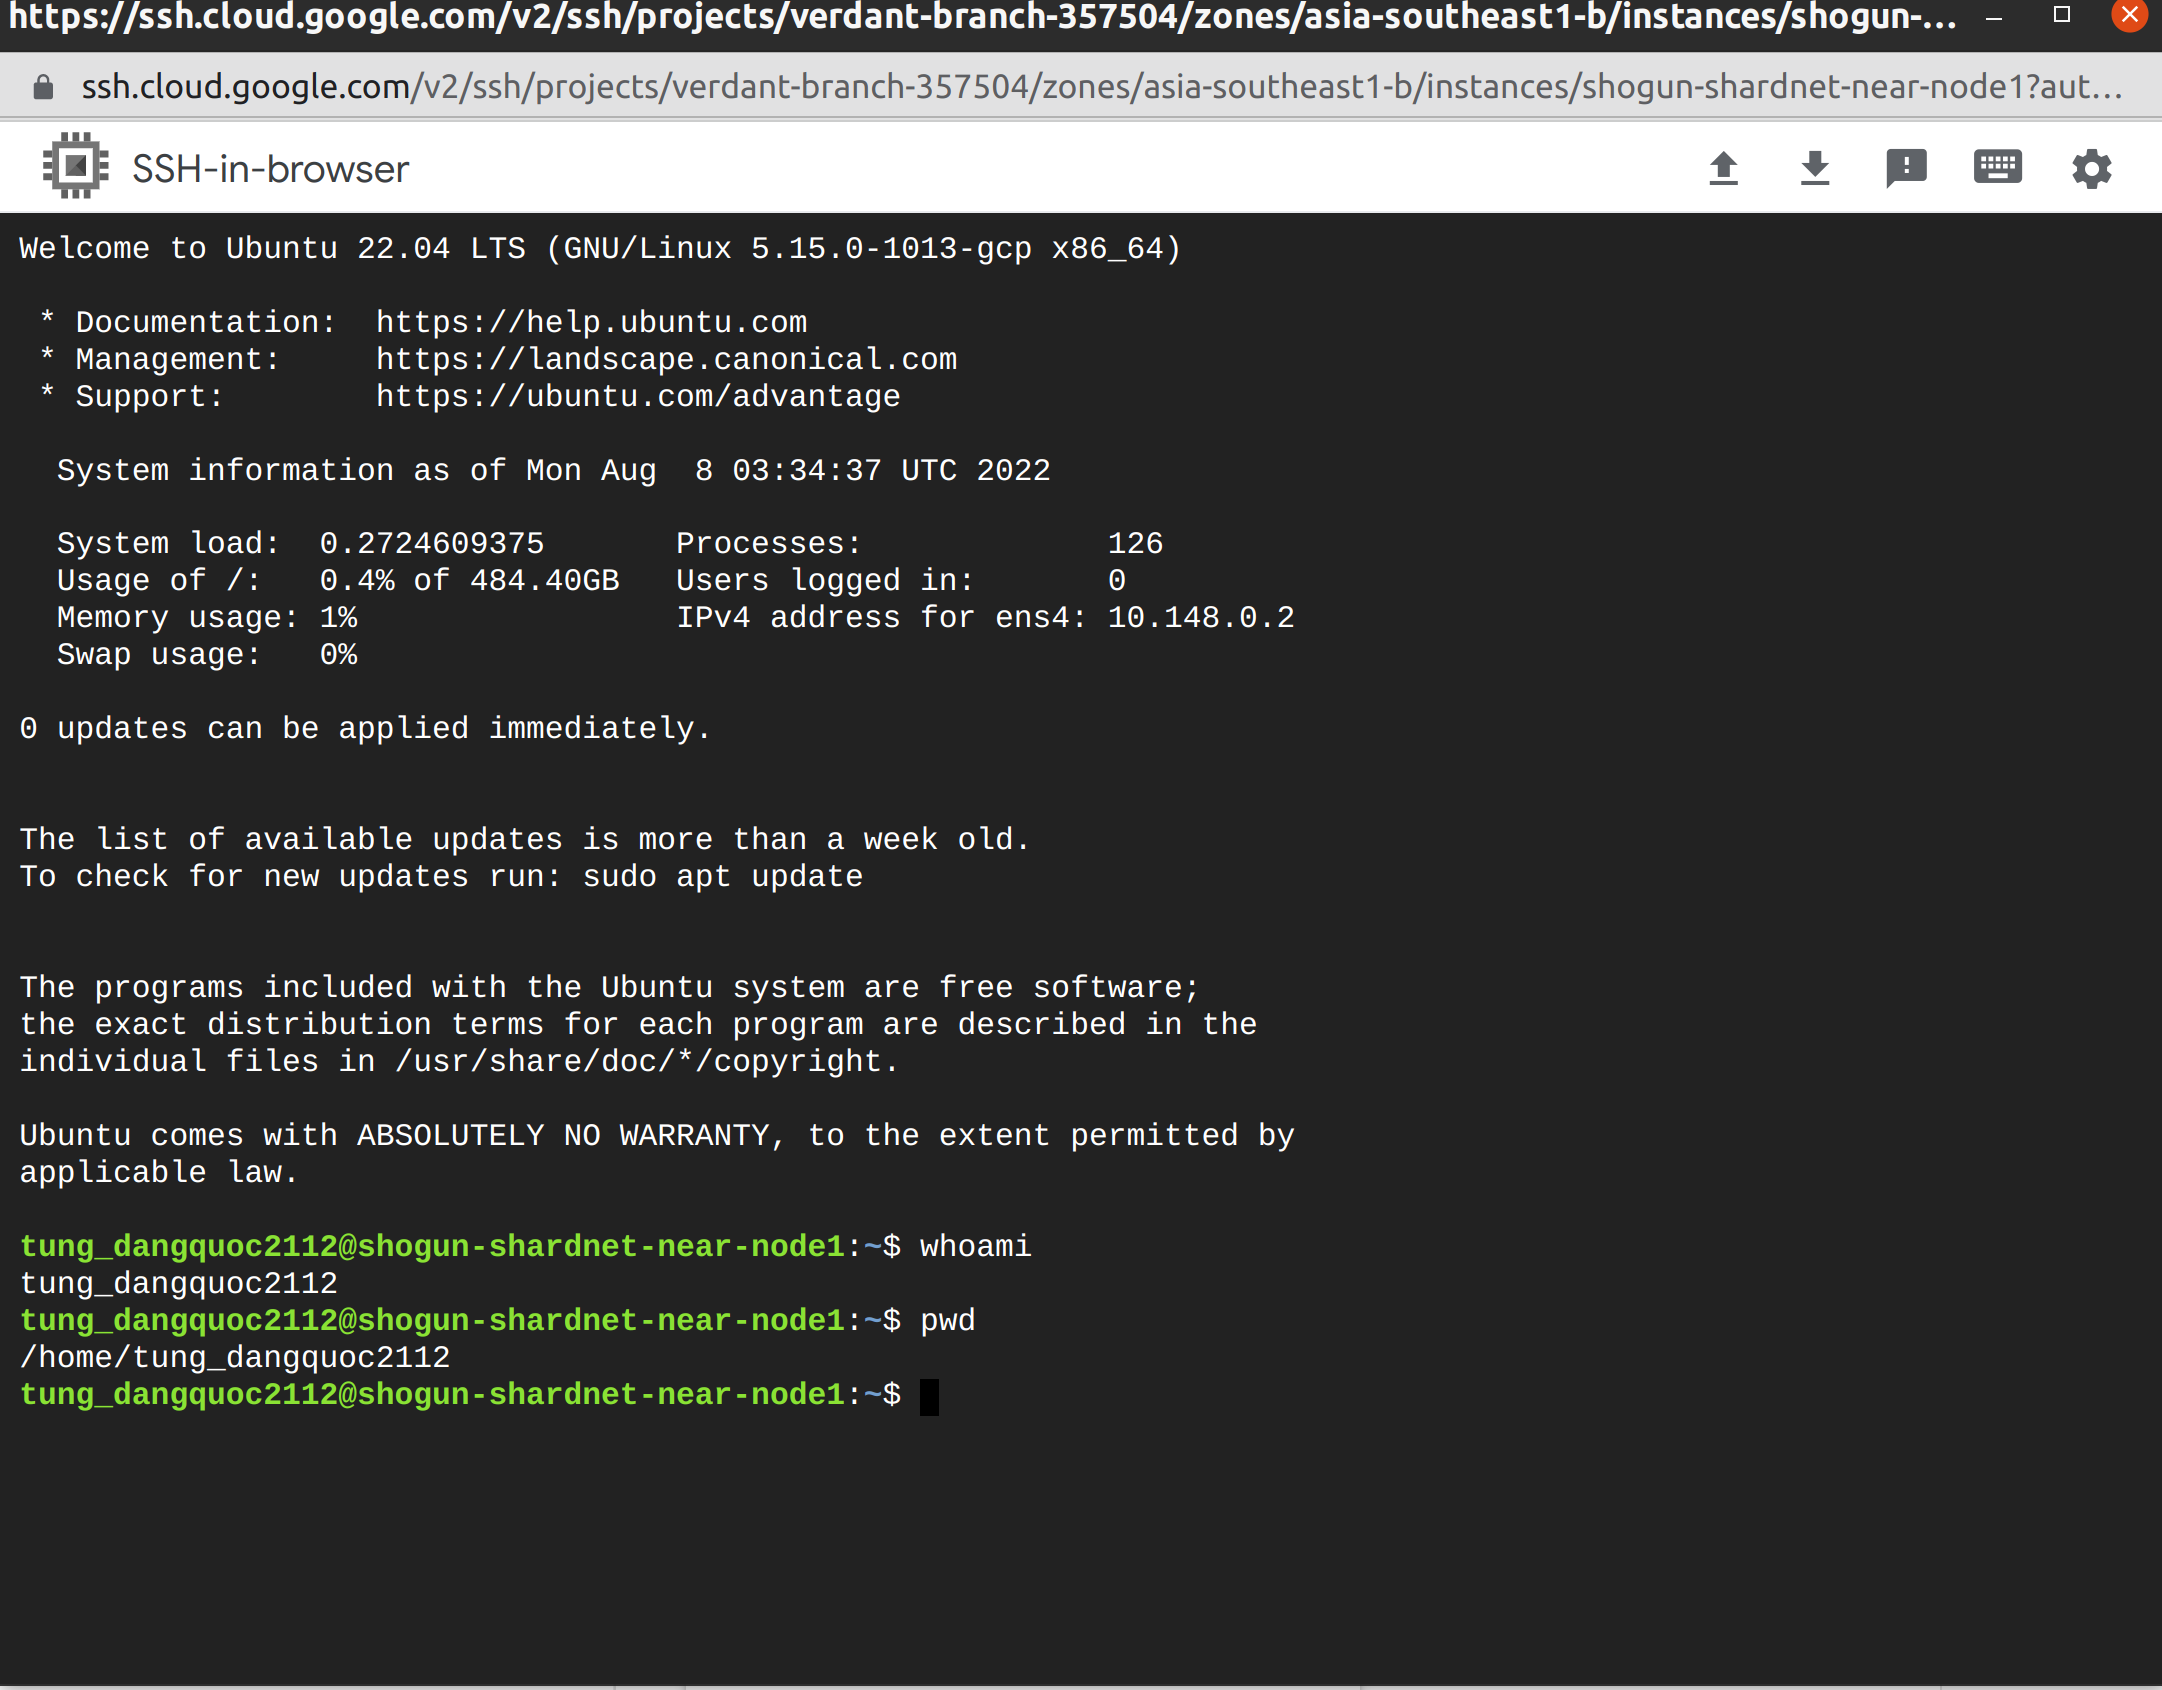 https://ssh.cloud.google.com/v2/ssh/projects/verdant-branch-357504/zones/asia-southeast1-b/instances/shogun-…
ssh.cloud.google.com/v2/ssh/projects/verdant-branch-357504/zones/asia-southeast1-b/instances/shogun-shardnet-near-node1?aut…
SSH-in-browser
Welcome to Ubuntu 22.04 LTS (GNU/Linux 5.15.0-1013-gcp x86_64)
* Documentation:  https://help.ubuntu.com
* Management:     https://landscape.canonical.com
* Support:        https://ubuntu.com/advantage
System information as of Mon Aug  8 03:34:37 UTC 2022
System load:  0.2724609375       Processes:             126
Usage of /:   0.4% of 484.40GB   Users logged in:       0
Memory usage: 1%                 IPv4 address for ens4: 10.148.0.2
Swap usage:   0%
0 updates can be applied immediately.
The list of available updates is more than a week old.
To check for new updates run: sudo apt update
The programs included with the Ubuntu system are free software;
the exact distribution terms for each program are described in the
individual files in /usr/share/doc/*/copyright.
Ubuntu comes with ABSOLUTELY NO WARRANTY, to the extent permitted by
applicable law.
tung_dangquoc2112@shogun-shardnet-near-node1:~$ whoami
tung_dangquoc2112
tung_dangquoc2112@shogun-shardnet-near-node1:~$ pwd
/home/tung_dangquoc2112
tung_dangquoc2112@shogun-shardnet-near-node1:~$